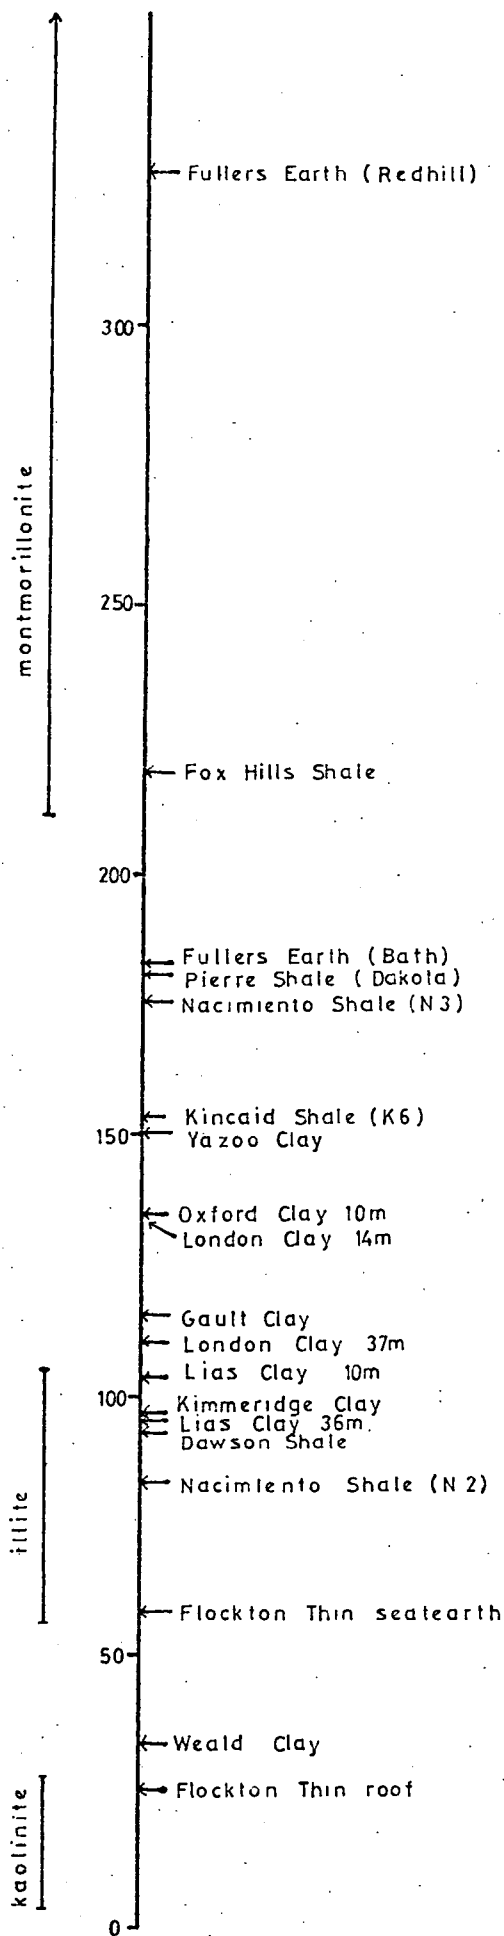 Fullers Earth (Redhill)
300
montmorillonite
250
Fox Hills Shale
200
Fullers Earth (Bath)
Pierre Shale (Dakota)
Nacimiento Shale (N3)
Kincaid Shale (K6)
150
Yazoo Clay
Oxford Clay 10m
London Clay 14m
Gault Clay
London Clay 37m
Lias Clay 10m
100
Kimmeridge Clay
Lias Clay 36m.
Dawson Shale
Nacimiento Shale (N2)
illite
Flockton Thin seatearth
50
Weald Clay
Flockton Thin roof
kaolinite
0